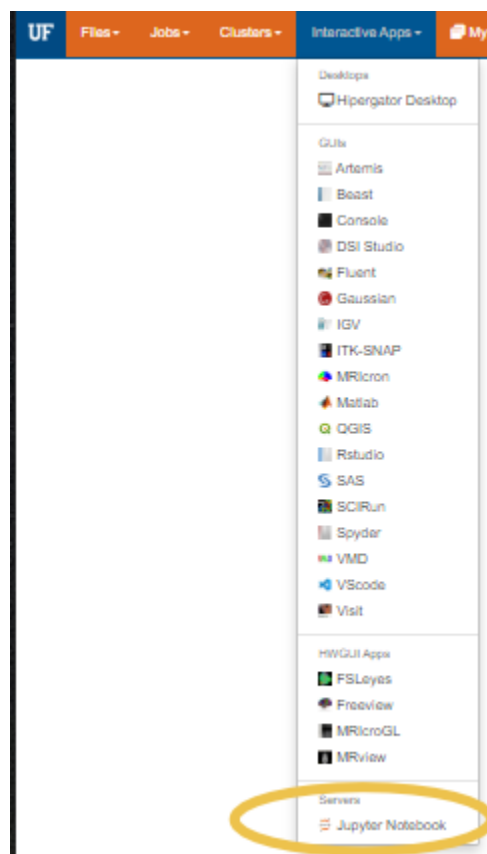 UF Files Jobs Clusters Interactive Apps My
Desktops
Hipergator Desktop
GUIs
Artemis
Beast
Console
DSI Studio
Fluent
Gaussian
IGV
ITK-SNAP
MRIcron
Matlab
QGIS
Rstudio
SAS
SCIRun
Spyder
VMD
VScode
Visit
HWGUI Apps
FSLeyes
Freeview
MRIcroGL
MRview
Servers
Jupyter Notebook